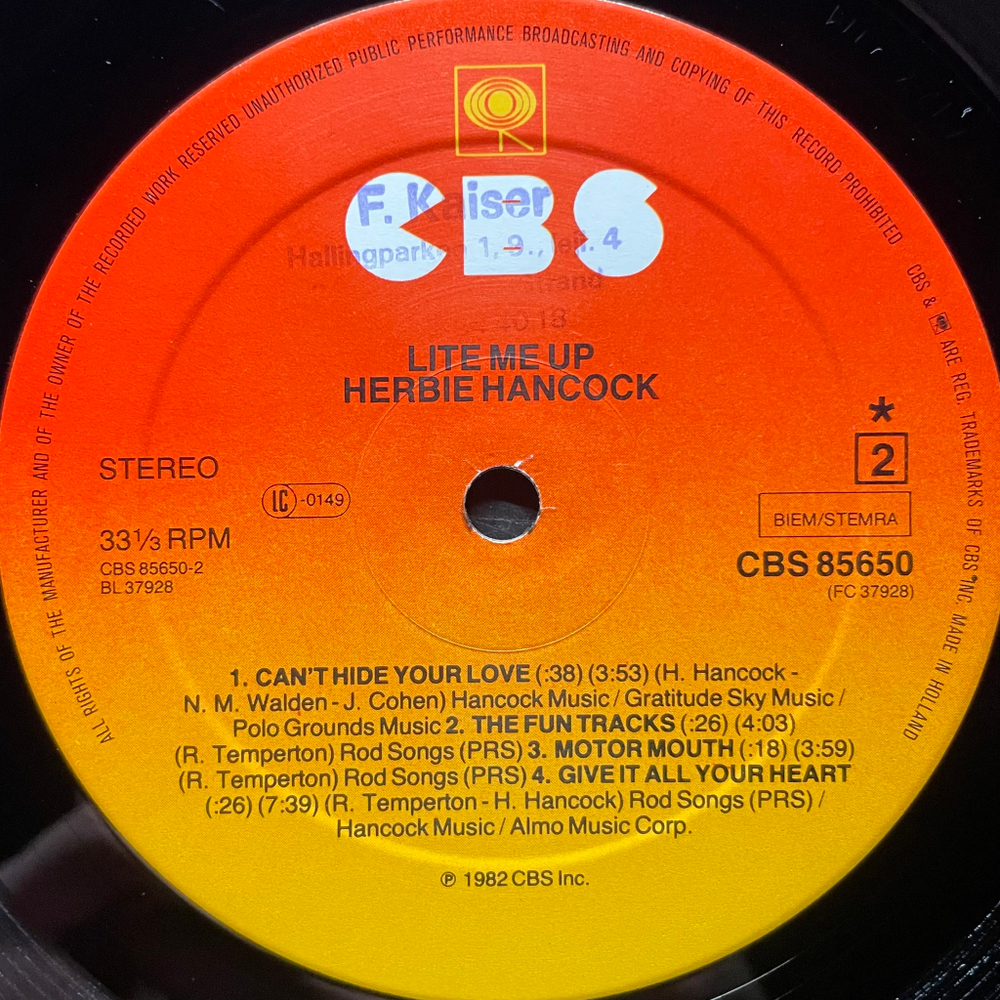 ALL RIGHTS OF THE MANUFACTURER AND OF THE OWNER OF THE RECORDED WORK RESERVED UNAUTHORIZED PUBLIC PERFORMANCE BROADCASTING AND COPYING OF THIS RECORD PROHIBITED
CBS & ARE REG. TRADEMARKS OF CBS INC. MADE IN HOLLAND
CBS
F. Kaiser
1, 9., 4
LITE ME UP
HERBIE HANCOCK
STEREO
*
2
LC-0149
BIEM/STEMRA
33⅓ RPM
CBS 85650
CBS 85650-2
BL 37928
(FC 37928)
1. CAN'T HIDE YOUR LOVE (:38) (3:53) (H. Hancock -
N. M. Walden - J. Cohen) Hancock Music / Gratitude Sky Music /
Polo Grounds Music 2. THE FUN TRACKS (:26) (4:03)
(R. Temperton) Rod Songs (PRS) 3. MOTOR MOUTH (:18) (3:59)
(R. Temperton) Rod Songs (PRS) 4. GIVE IT ALL YOUR HEART
(:26) (7:39) (R. Temperton - H. Hancock) Rod Songs (PRS) /
Hancock Music / Almo Music Corp.
℗ 1982 CBS Inc.